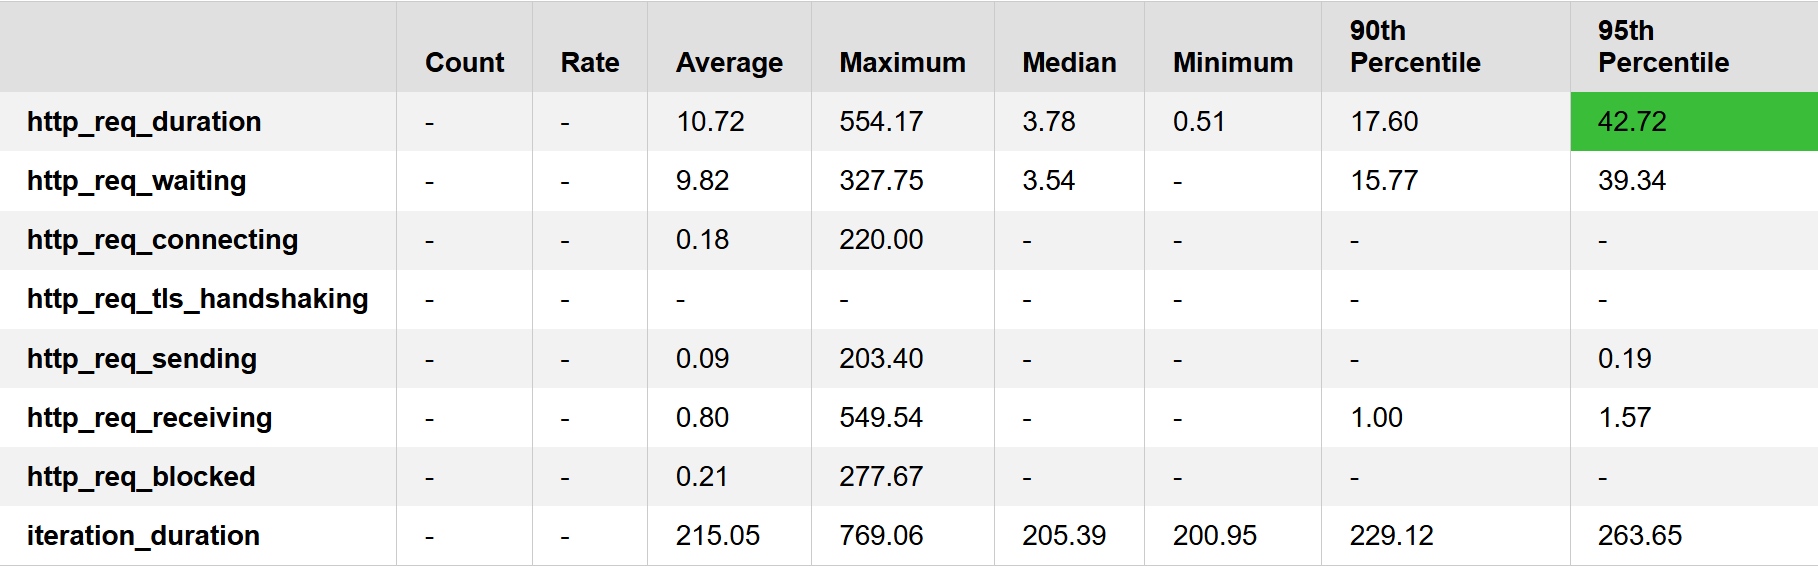 Count Rate Average Maximum Median Minimum 90th Percentile 95th Percentile
http_req_duration - - 10.72 554.17 3.78 0.51 17.60 42.72
http_req_waiting - - 9.82 327.75 3.54 - 15.77 39.34
http_req_connecting - - 0.18 220.00 - - - -
http_req_tls_handshaking - - - - - - - -
http_req_sending - - 0.09 203.40 - - - 0.19
http_req_receiving - - 0.80 549.54 - - 1.00 1.57
http_req_blocked - - 0.21 277.67 - - - -
iteration_duration - - 215.05 769.06 205.39 200.95 229.12 263.65